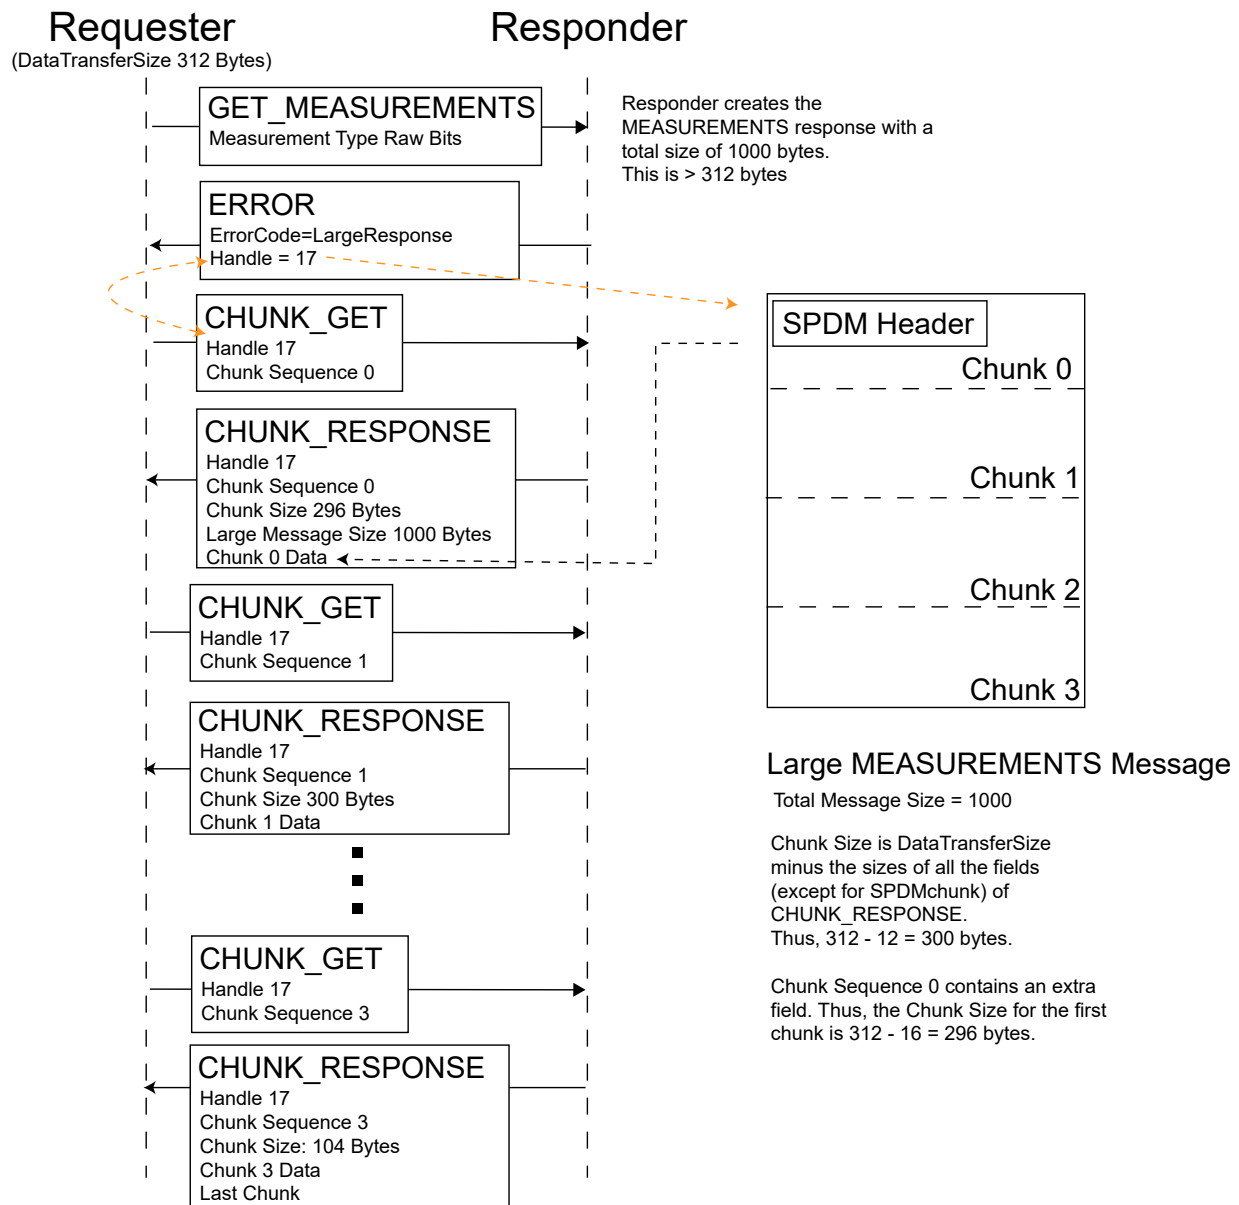 Requester
(DataTransferSize 312 Bytes)
Responder
GET_MEASUREMENTS
Measurement Type Raw Bits
Responder creates the
MEASUREMENTS response with a
total size of 1000 bytes.
This is > 312 bytes
ERROR
ErrorCode=LargeResponse
Handle = 17
CHUNK_GET
Handle 17
Chunk Sequence 0
CHUNK_RESPONSE
Handle 17
Chunk Sequence 0
Chunk Size 296 Bytes
Large Message Size 1000 Bytes
Chunk 0 Data
CHUNK_GET
Handle 17
Chunk Sequence 1
CHUNK_RESPONSE
Handle 17
Chunk Sequence 1
Chunk Size 300 Bytes
Chunk 1 Data
CHUNK_GET
Handle 17
Chunk Sequence 3
CHUNK_RESPONSE
Handle 17
Chunk Sequence 3
Chunk Size: 104 Bytes
Chunk 3 Data
Last Chunk
SPDM Header
Chunk 0
Chunk 1
Chunk 2
Chunk 3
Large MEASUREMENTS Message
Total Message Size = 1000
Chunk Size is DataTransferSize
minus the sizes of all the fields
(except for SPDMchunk) of
CHUNK_RESPONSE.
Thus, 312 - 12 = 300 bytes.
Chunk Sequence 0 contains an extra
field. Thus, the Chunk Size for the first
chunk is 312 - 16 = 296 bytes.